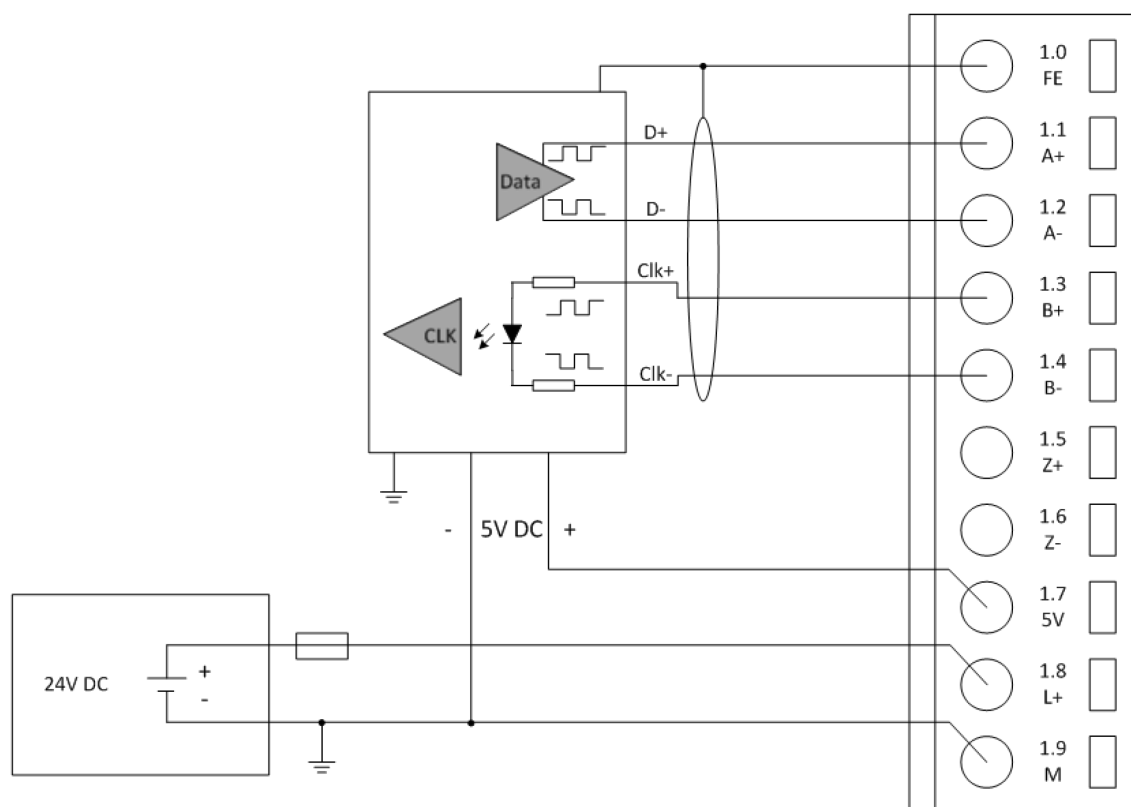 1.0
FE
D+
1.1
A+
Data
D-
1.2
A-
Clk+
1.3
B+
CLK
Clk-
1.4
B-
1.5
Z+
- 5V DC +
1.6
Z-
1.7
5V
24V DC
+
-
1.8
L+
1.9
M